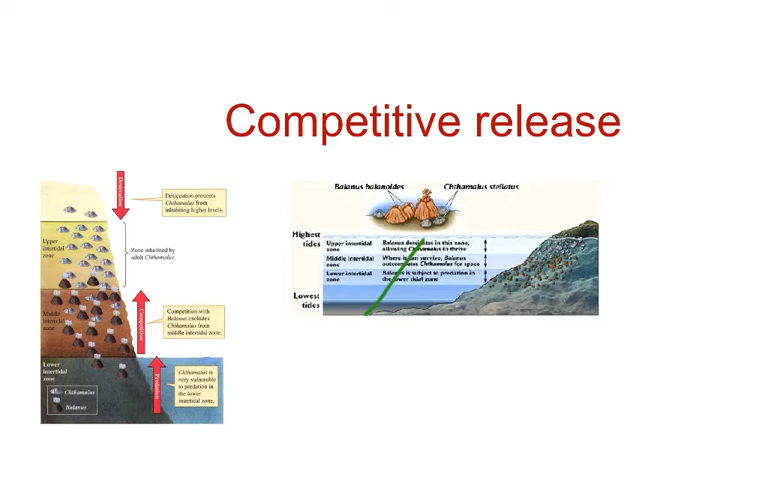 Competitive release
Desiccation
Desiccation prevents
Chthamalus from
inhabiting higher levels.
Upper
intertidal
zone
Zone inhabited by
adult Chthamalus.
Middle
intertidal
zone
Competition
Competition with
Balanus excludes
Chthamalus from
middle intertidal zone.
Lower
intertidal
zone
Predation
Chthamalus is
very vulnerable
to predation in
the lower
intertidal zone.
Chthamalus
Balanus
Balanus balanoides
Chthamalus stellatus
Highest
tides
Upper intertidal
zone
Balanus desiccates in this zone,
allowing Chthamalus to thrive
Middle intertidal
zone
Where it can survive, Balanus
outcompetes Chthamalus for space
Lower intertidal
zone
Balanus is subject to predation in
the lower tidal zone
Lowest
tides